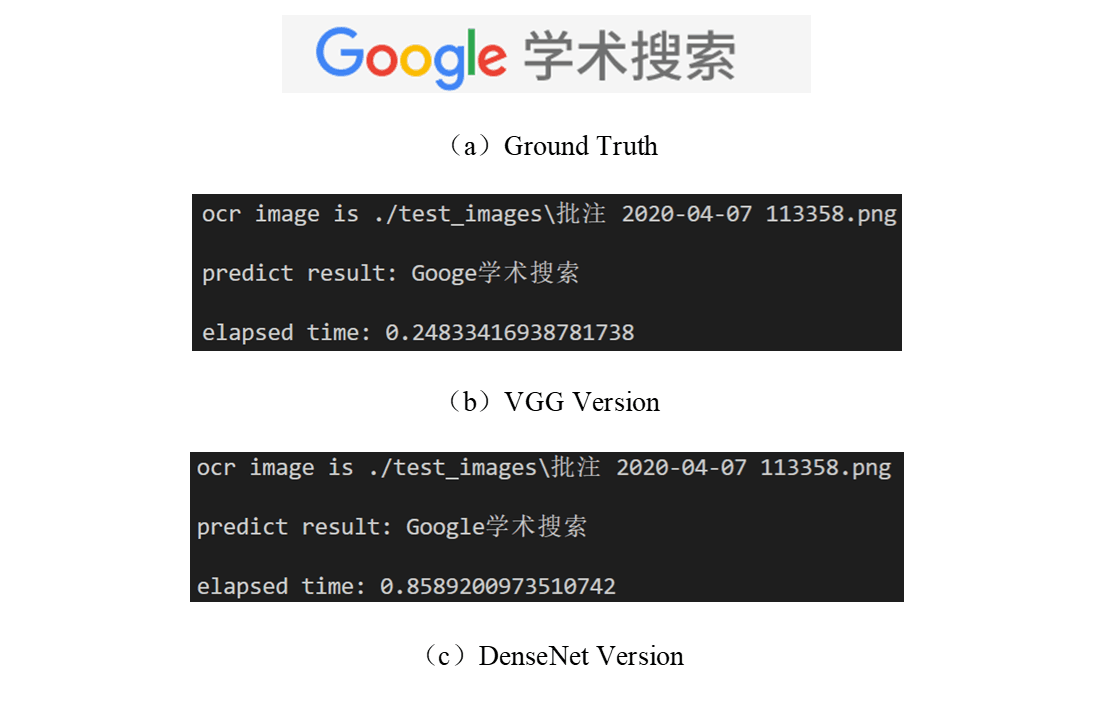 Google 学术搜索
（a）Ground Truth
ocr image is ./test_images\批注 2020-04-07 113358.png
predict result: Googe学术搜索
elapsed time: 0.24833416938781738
（b）VGG Version
ocr image is ./test_images\批注 2020-04-07 113358.png
predict result: Google学术搜索
elapsed time: 0.8589200973510742
（c）DenseNet Version